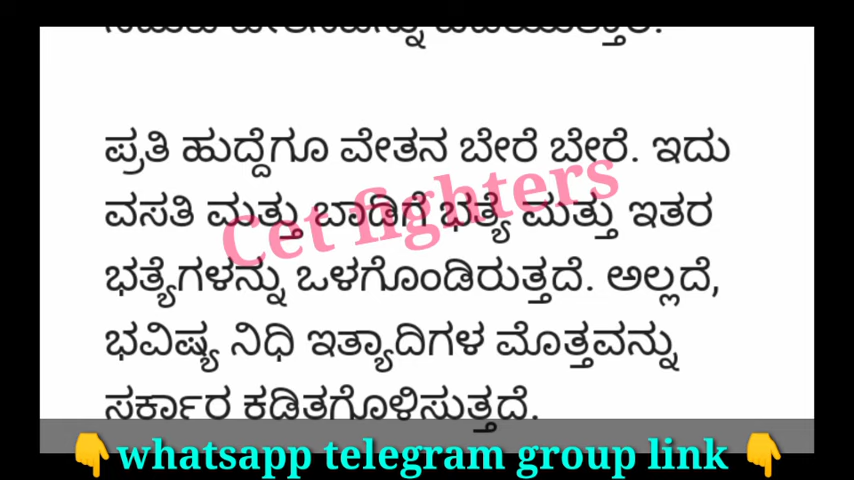 ಪ್ರತಿ ಹುದ್ದೆಗೂ ವೇತನ ಬೇರೆ ಬೇರೆ. ಇದು
ವಸತಿ ಮತ್ತು ಬಾಡಿಗೆ ಭತ್ಯೆ ಮತ್ತು ಇತರ
ಭತ್ಯೆಗಳನ್ನು ಒಳಗೊಂಡಿರುತ್ತದೆ. ಅಲ್ಲದೆ,
ಭವಿಷ್ಯ ನಿಧಿ ಇತ್ಯಾದಿಗಳ ಮೊತ್ತವನ್ನು
ಸರ್ಕಾರ ಕಡಿತಗೊಳಿಸುತ್ತದೆ.
Cet fighters
👇whatsapp telegram group link 👇